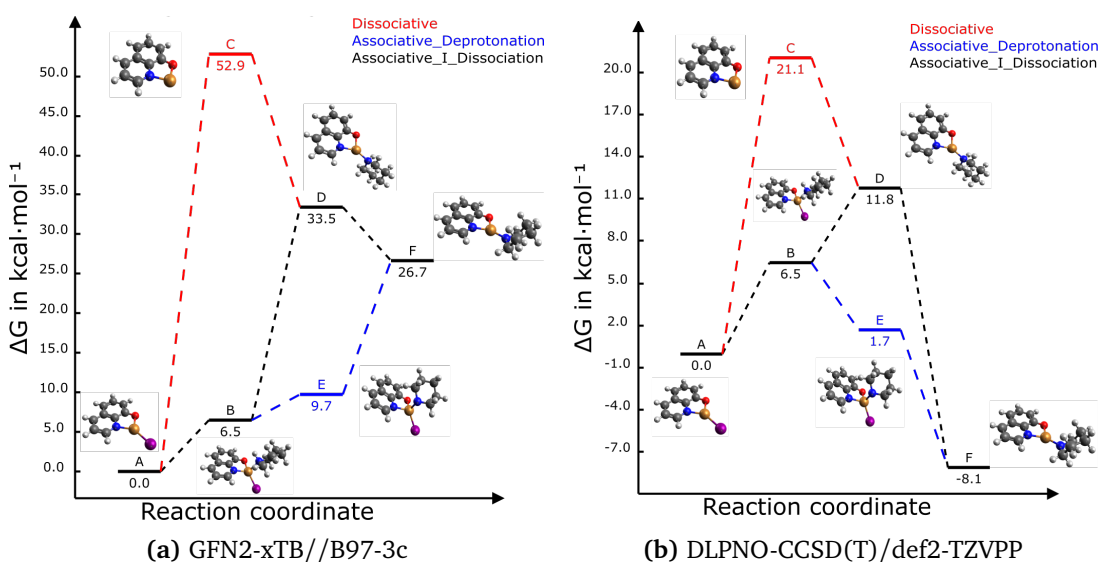 Dissociative
Associative_Deprotonation
Associative_I_Dissociation
ΔG in kcal·mol⁻¹
50.0
45.0
40.0
35.0
30.0
25.0
20.0
15.0
10.0
5.0
0.0
C
52.9
D
33.5
F
26.7
E
9.7
B
6.5
A
0.0
Reaction coordinate
(a) GFN2-xTB//B97-3c
Dissociative
Associative_Deprotonation
Associative_I_Dissociation
ΔG in kcal·mol⁻¹
20.0
17.0
14.0
11.0
8.0
5.0
2.0
-1.0
-4.0
-7.0
C
21.1
D
11.8
B
6.5
E
1.7
A
0.0
F
-8.1
Reaction coordinate
(b) DLPNO-CCSD(T)/def2-TZVPP